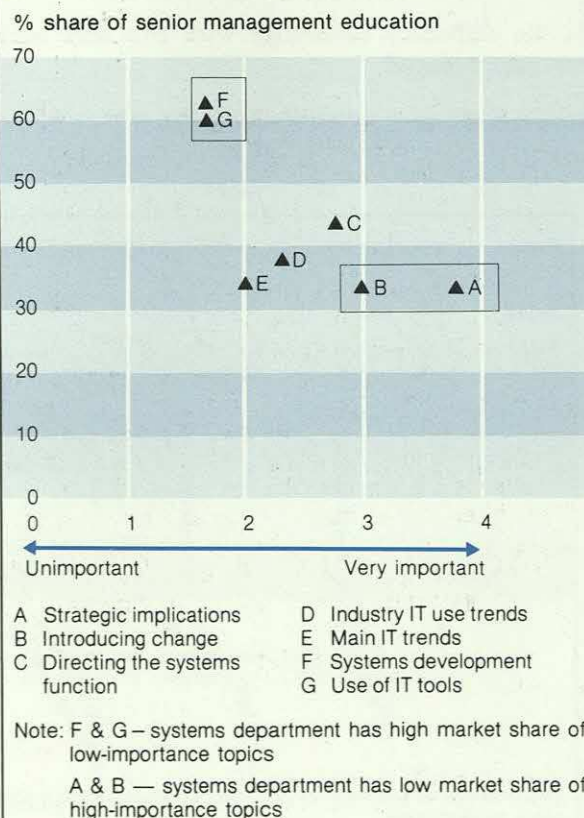 % share of senior management education
70
F
60
G
50
C
40
D
E
B
A
30
20
10
0
0 1 2 3 4
Unimportant Very important
A Strategic implications
B Introducing change
C Directing the systems
function
D Industry IT use trends
E Main IT trends
F Systems development
G Use of IT tools
Note: F & G – systems department has high market share of
low-importance topics
A & B — systems department has low market share of
high-importance topics